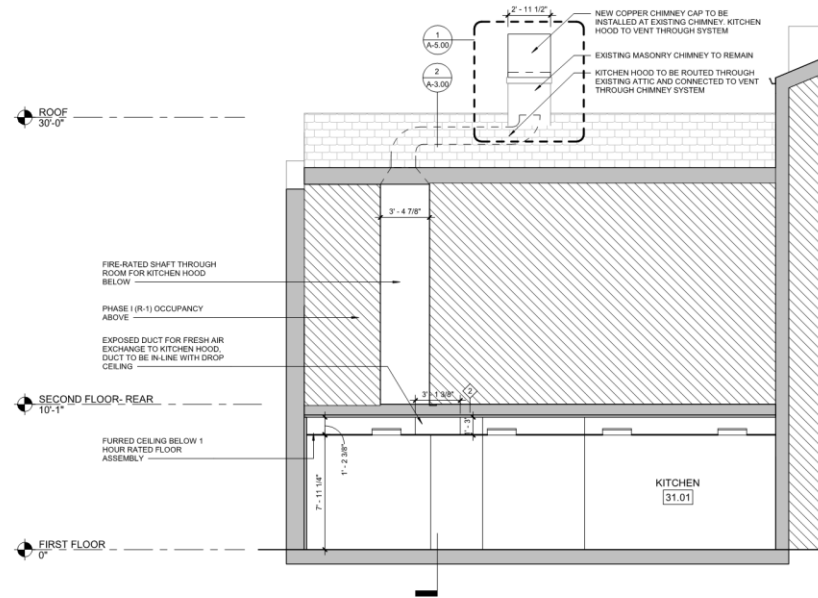 2' - 11 1/2"
NEW COPPER CHIMNEY CAP TO BE
INSTALLED AT EXISTING CHIMNEY. KITCHEN
HOOD TO VENT THROUGH SYSTEM
1
A-5.00
EXISTING MASONRY CHIMNEY TO REMAIN
2
A-3.00
KITCHEN HOOD TO BE ROUTED THROUGH
EXISTING ATTIC AND CONNECTED TO VENT
THROUGH CHIMNEY SYSTEM
ROOF
30'-0"
3' - 4 7/8"
FIRE-RATED SHAFT THROUGH
ROOM FOR KITCHEN HOOD
BELOW
PHASE I (R-1) OCCUPANCY
ABOVE
EXPOSED DUCT FOR FRESH AIR
EXCHANGE TO KITCHEN HOOD,
DUCT TO BE IN-LINE WITH DROP
CEILING
3' - 1 3/8"
2
SECOND FLOOR- REAR
10'-1"
1' - 3"
1' - 2 3/8"
FURRED CEILING BELOW 1
HOUR RATED FLOOR
ASSEMBLY
7' - 11 1/4"
KITCHEN
31.01
FIRST FLOOR
0"